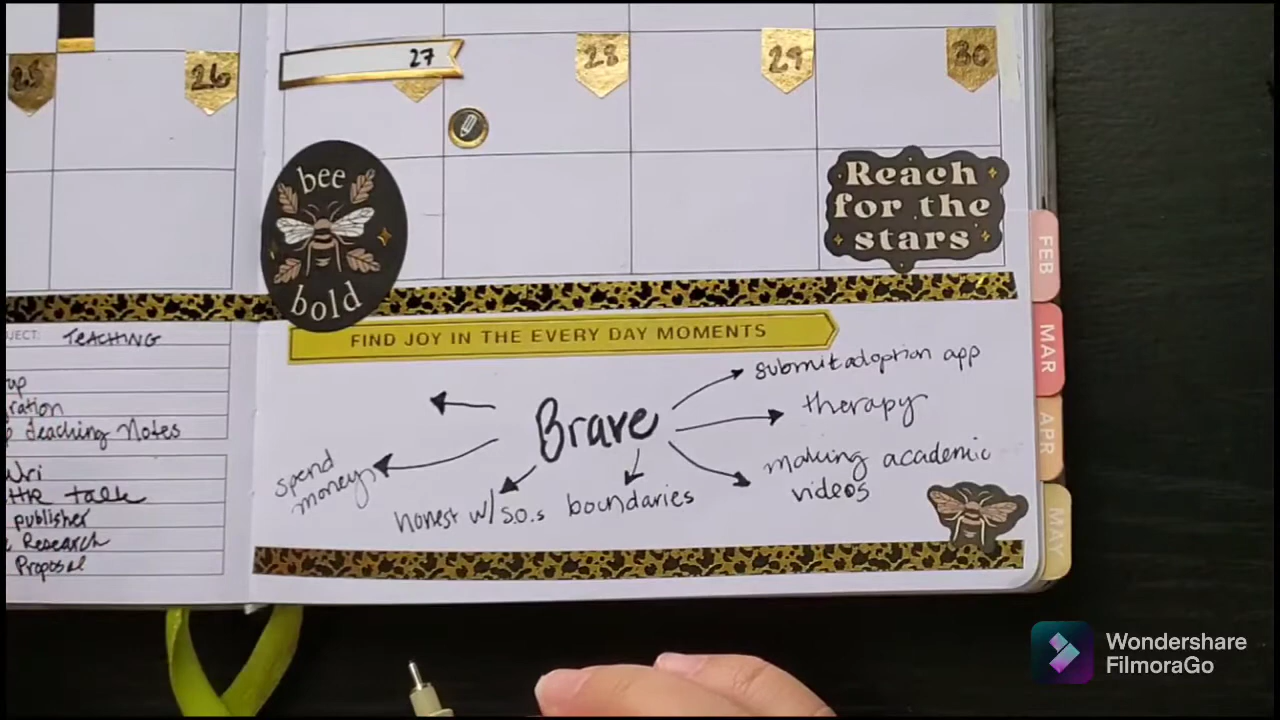 26
27
28
29
30
bee
bold
Reach
for the
stars
FEB
MAR
APR
MAY
FIND JOY IN THE EVERY DAY MOMENTS
TEACHING
Teaching Notes
talk
publisher
Research
Proposal
Brave
submit adoption app
therapy
making academic
videos
boundaries
honest w/ S.O.s
spend
money
Wondershare
FilmoraGo